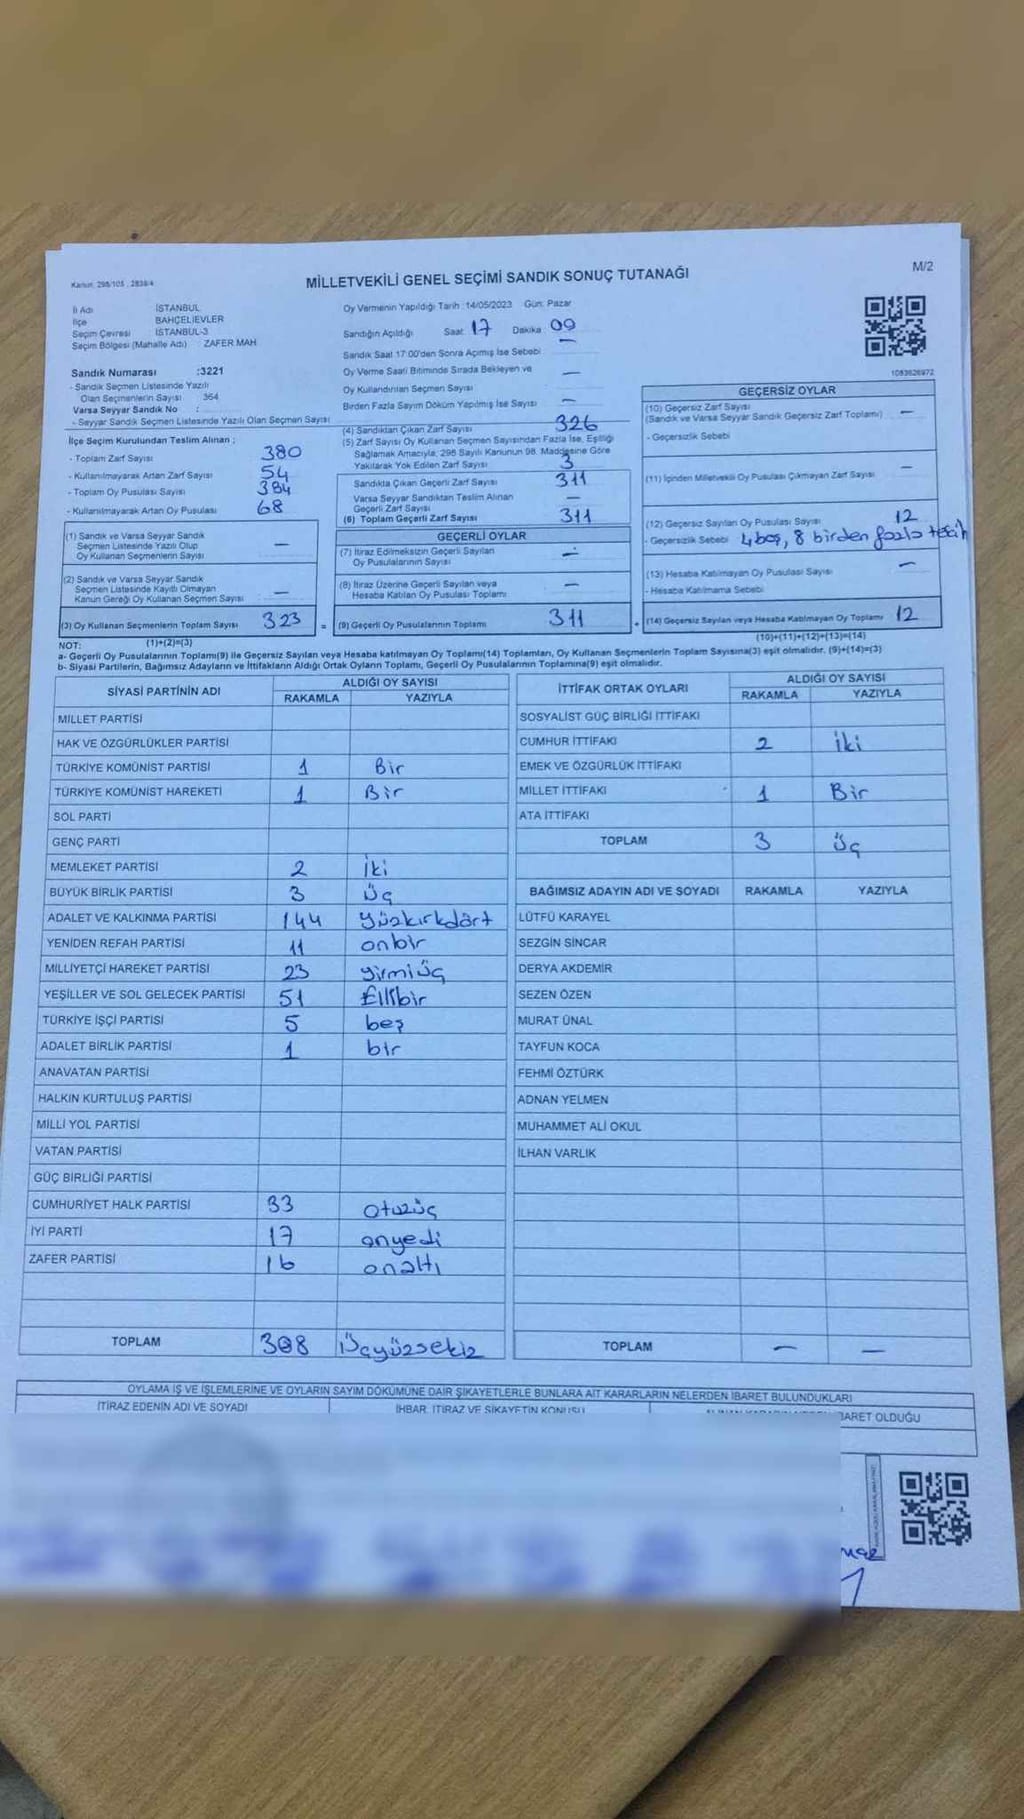 M/2
Kanun: 298/105 , 2839/4
MİLLETVEKİLİ GENEL SEÇİMİ SANDIK SONUÇ TUTANAĞI
İl Adı İSTANBUL
İlçe BAHÇELİEVLER
Seçim Çevresi İSTANBUL-3
Seçim Bölgesi (Mahalle Adı) ZAFER MAH
Sandık Numarası :3221
- Sandık Seçmen Listesinde Yazılı
Olan Seçmenlerin Sayısı 364
Varsa Seyyar Sandık No :
- Seyyar Sandık Seçmen Listesinde Yazılı Olan Seçmen Sayısı
Oy Vermenin Yapıldığı Tarih :14/05/2023 Gün: Pazar
Sandığın Açıldığı Saat 17 Dakika 09
Sandık Saat 17:00'den Sonra Açımış İse Sebebi —
Oy Verme Saati Bitiminde Sırada Bekleyen ve
Oy Kullandırılan Seçmen Sayısı —
Birden Fazla Sayım Döküm Yapılmış İse Sayısı —
1083626972
İlçe Seçim Kurulundan Teslim Alınan ;
- Toplam Zarf Sayısı 380
- Kullanılmayarak Artan Zarf Sayısı 54
- Toplam Oy Pusulası Sayısı 384
- Kullanılmayarak Artan Oy Pusulası 68
(4) Sandıktan Çıkan Zarf Sayısı 326
(5) Zarf Sayısı Oy Kullanan Seçmen Sayısından Fazla İse, Eşitliği
Sağlamak Amacıyla, 298 Sayılı Kanunun 98. Maddesine Göre
Yakılarak Yok Edilen Zarf Sayısı 3
Sandıkta Çıkan Geçerli Zarf Sayısı 311
Varsa Seyyar Sandıktan Teslim Alınan
Geçerli Zarf Sayısı —
(6) Toplam Geçerli Zarf Sayısı 311
GEÇERSİZ OYLAR
(10) Geçersiz Zarf Sayısı
(Sandık ve Varsa Seyyar Sandık Geçersiz Zarf Toplamı) —
- Geçersizlik Sebebi
(11) İçinden Milletvekili Oy Pusulası Çıkmayan Zarf Sayısı —
(12) Geçersiz Sayılan Oy Pusulası Sayısı 12
- Geçersizlik Sebebi 4 boş, 8 birden fazla tercih
(13) Hesaba Katılmayan Oy Pusulası Sayısı —
- Hesaba Katılmama Sebebi
(14) Geçersiz Sayılan veya Hesaba Katılmayan Oy Toplamı 12
(10)+(11)+(12)+(13)=(14)
(1) Sandık ve Varsa Seyyar Sandık
Seçmen Listesinde Yazılı Olup
Oy Kullanan Seçmenlerin Sayısı —
(2) Sandık ve Varsa Seyyar Sandık
Seçmen Listesinde Kayıtlı Olmayan
Kanun Gereği Oy Kullanan Seçmen Sayısı —
(3) Oy Kullanan Seçmenlerin Toplam Sayısı 323 =
(1)+(2)=(3)
GEÇERLİ OYLAR
(7) İtiraz Edilmeksizin Geçerli Sayılan
Oy Pusulalarının Toplamı —
(8) İtiraz Üzerine Geçerli Sayılan veya
Hesaba Katılan Oy Pusulası Toplamı —
(9) Geçerli Oy Pusulalarının Toplamı 311 +
NOT:
a- Geçerli Oy Pusulalarının Toplamı(9) ile Geçersiz Sayılan veya Hesaba katılmayan Oy Toplamı(14) Toplamları, Oy Kullanan Seçmenlerin Toplam Sayısına(3) eşit olmalıdır. (9)+(14)=(3)
b- Siyasi Partilerin, Bağımsız Adayların ve İttifakların Aldığı Ortak Oyların Toplamı, Geçerli Oy Pusulalarının Toplamına(9) eşit olmalıdır.
SİYASİ PARTİNİN ADI ALDIĞI OY SAYISI
RAKAMLA YAZIYLA
MİLLET PARTİSİ
HAK VE ÖZGÜRLÜKLER PARTİSİ
TÜRKİYE KOMÜNİST PARTİSİ 1 Bir
TÜRKİYE KOMÜNİST HAREKETİ 1 Bir
SOL PARTİ
GENÇ PARTİ
MEMLEKET PARTİSİ 2 iki
BÜYÜK BİRLİK PARTİSİ 3 üç
ADALET VE KALKINMA PARTİSİ 144 yüzkırkdört
YENİDEN REFAH PARTİSİ 11 onbir
MİLLİYETÇİ HAREKET PARTİSİ 23 yirmiüç
YEŞİLLER VE SOL GELECEK PARTİSİ 51 Ellibir
TÜRKİYE İŞÇİ PARTİSİ 5 beş
ADALET BİRLİK PARTİSİ 1 bir
ANAVATAN PARTİSİ
HALKIN KURTULUŞ PARTİSİ
MİLLİ YOL PARTİSİ
VATAN PARTİSİ
GÜÇ BİRLİĞİ PARTİSİ
CUMHURİYET HALK PARTİSİ 33 otuzüç
İYİ PARTİ 17 onyedi
ZAFER PARTİSİ 16 onaltı
TOPLAM 308 üçyüzsekiz
İTTİFAK ORTAK OYLARI ALDIĞI OY SAYISI
RAKAMLA YAZIYLA
SOSYALİST GÜÇ BİRLİĞİ İTTİFAKI
CUMHUR İTTİFAKI 2 iki
EMEK VE ÖZGÜRLÜK İTTİFAKI
MİLLET İTTİFAKI 1 Bir
ATA İTTİFAKI
TOPLAM 3 üç
BAĞIMSIZ ADAYIN ADI VE SOYADI RAKAMLA YAZIYLA
LÜTFÜ KARAYEL
SEZGİN SİNCAR
DERYA AKDEMİR
SEZEN ÖZEN
MURAT ÜNAL
TAYFUN KOCA
FEHMİ ÖZTÜRK
ADNAN YELMEN
MUHAMMET ALİ OKUL
İLHAN VARLIK
TOPLAM — —
OYLAMA İŞ VE İŞLEMLERİNE VE OYLARIN SAYIM DÖKÜMÜNE DAİR ŞİKAYETLERLE BUNLARA AİT KARARLARIN NELERDEN İBARET BULUNDUKLARI
İTİRAZ EDENİN ADI VE SOYADI İHBAR, İTİRAZ VE ŞİKAYETİN KONUSU İBARET OLDUĞU